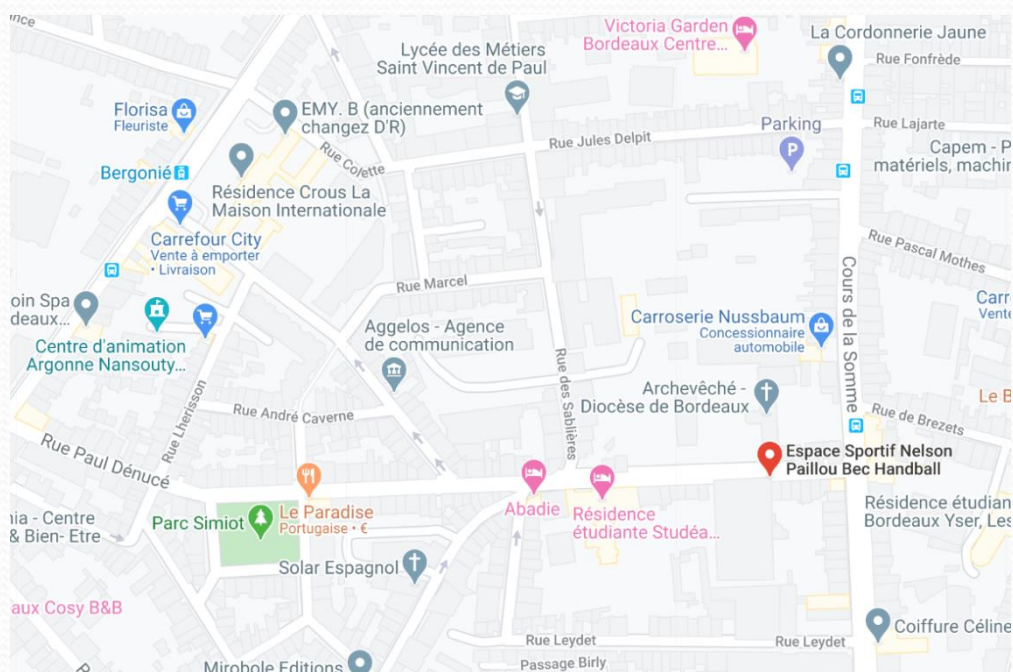 Victoria Garden
Bordeaux Centre...
La Cordonnerie Jaune
Rue Fonfrède
Lycée des Métiers
Saint Vincent de Paul
Florisa
Fleuriste
EMY. B (anciennement
changez D'R)
Parking
P
Rue Lajarte
Rue Jules Delpit
Rue Colette
Capem - P
matériels, machin
Bergonié
Résidence Crous La
Maison Internationale
Carrefour City
Vente à emporter
• Livraison
Rue Pascal Mothes
Rue Marcel
Cours de la Somme
oin Spa
deaux...
Carr
Vente
Carroserie Nussbaum
Concessionnaire
automobile
Aggelos - Agence
de communication
Centre d'animation
Argonne Nansouty...
Rue des Sablières
Archevêché -
Diocèse de Bordeaux
Le B
Rue Lherisson
Rue André Caverne
Rue de Brezets
Rue Paul Dénucé
Espace Sportif Nelson
Paillou Bec Handball
Le Paradise
Portugaise • €
Parc Simiot
Abadie
Résidence
étudiante Studéa...
Résidence étudian
Bordeaux Yser, Les
nia - Centre
& Bien- Etre
Solar Espagnol
aux Cosy B&B
Coiffure Céline
Rue Leydet
Rue Leydet
Passage Birly
Mirobole Editions